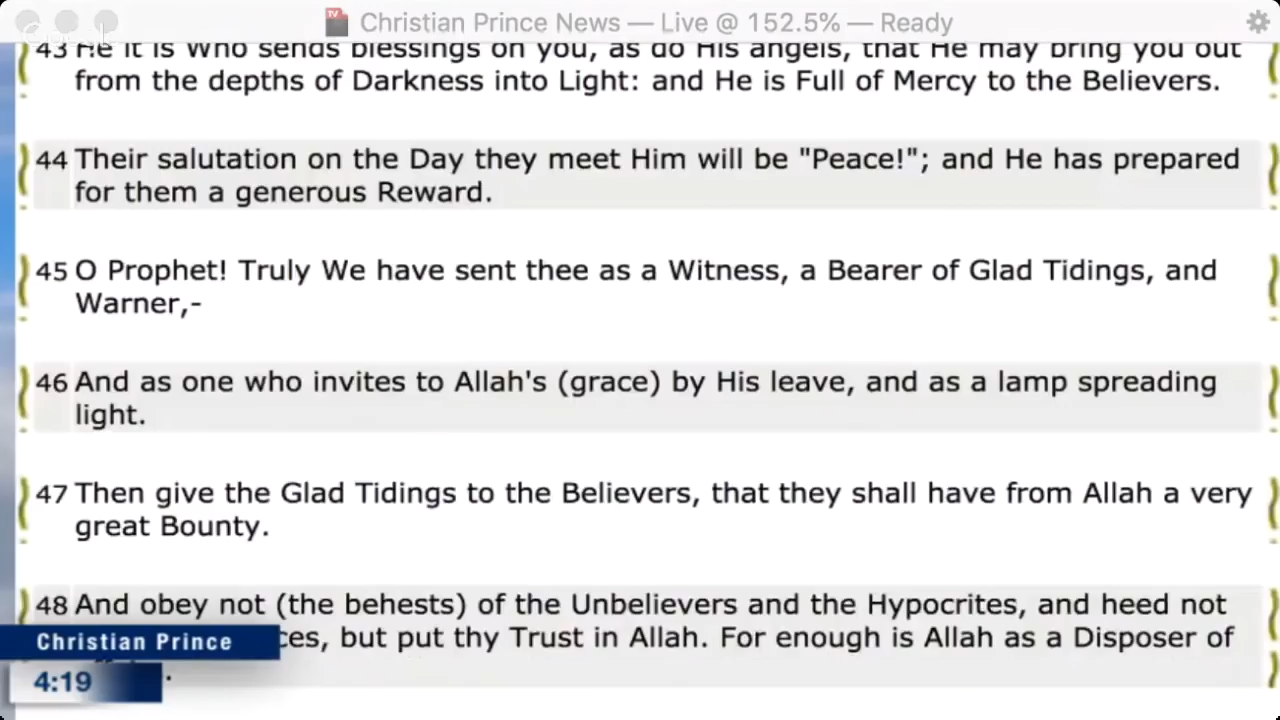 Christian Prince News — Live @ 152.5% — Ready
43 He it is Who sends blessings on you, as do His angels, that He may bring you out
from the depths of Darkness into Light: and He is Full of Mercy to the Believers.
44 Their salutation on the Day they meet Him will be "Peace!"; and He has prepared
for them a generous Reward.
45 O Prophet! Truly We have sent thee as a Witness, a Bearer of Glad Tidings, and
Warner,-
46 And as one who invites to Allah's (grace) by His leave, and as a lamp spreading
light.
47 Then give the Glad Tidings to the Believers, that they shall have from Allah a very
great Bounty.
48 And obey not (the behests) of the Unbelievers and the Hypocrites, and heed not
but put thy Trust in Allah. For enough is Allah as a Disposer of
Christian Prince
4:19